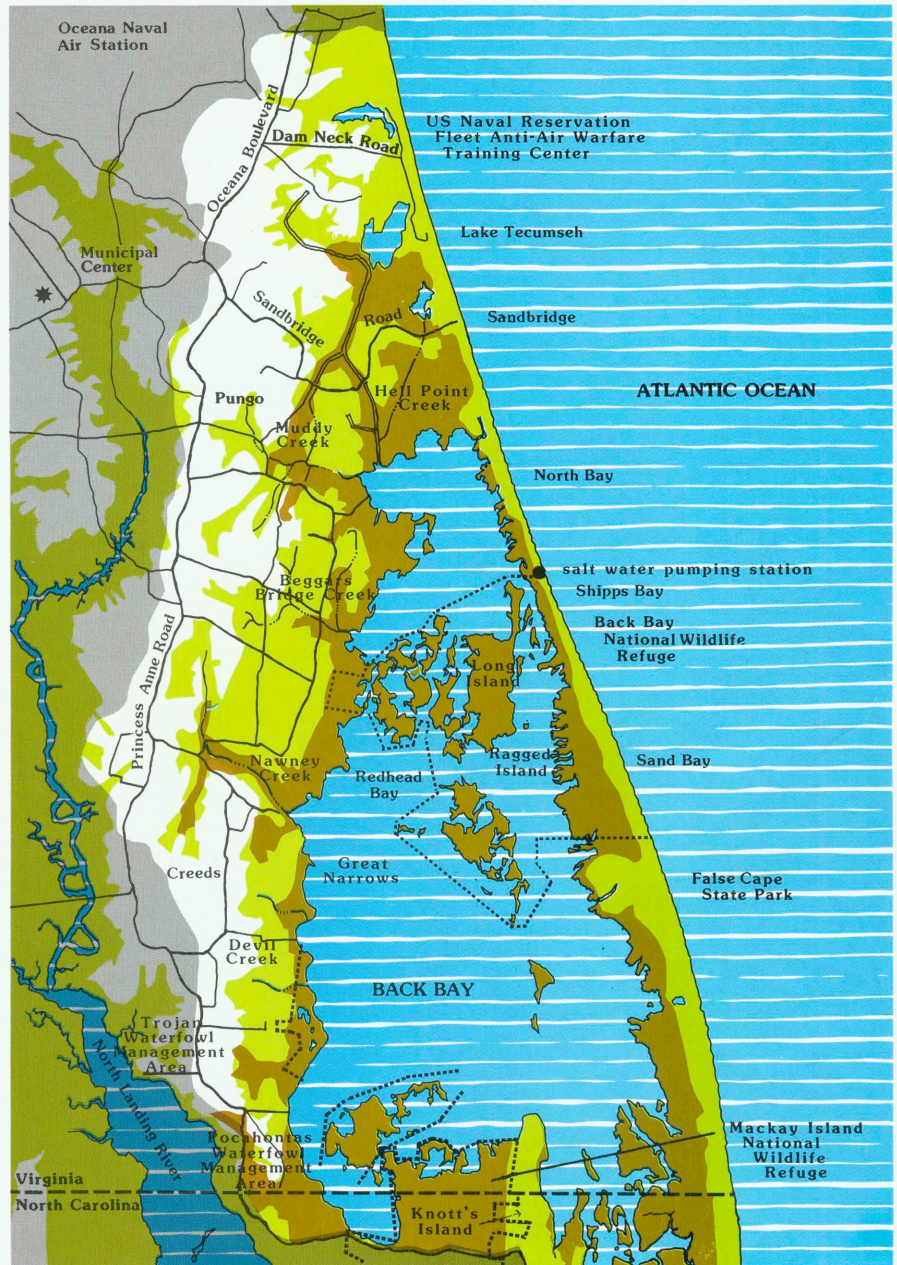 Oceana Naval
Air Station
Oceana Boulevard
Dam Neck Road
US Naval Reservation
Fleet Anti-Air Warfare
Training Center
Lake Tecumseh
Municipal
Center
Sandbridge
Road
Sandbridge
Hell Point
Creek
ATLANTIC OCEAN
Pungo
Muddy
Creek
North Bay
salt water pumping station
Shipps Bay
Beggars
Bridge Creek
Back Bay
National Wildlife
Refuge
Long
Island
Princess Anne Road
Nawney
Creek
Redhead
Bay
Ragged
Island
Sand Bay
Creeds
Great
Narrows
False Cape
State Park
Devil
Creek
BACK BAY
Trojan
Waterfowl
Management
Area
North Landing River
Pocahontas
Waterfowl
Management
Area
Mackay Island
National
Wildlife
Refuge
Virginia
North Carolina
Knott's
Island